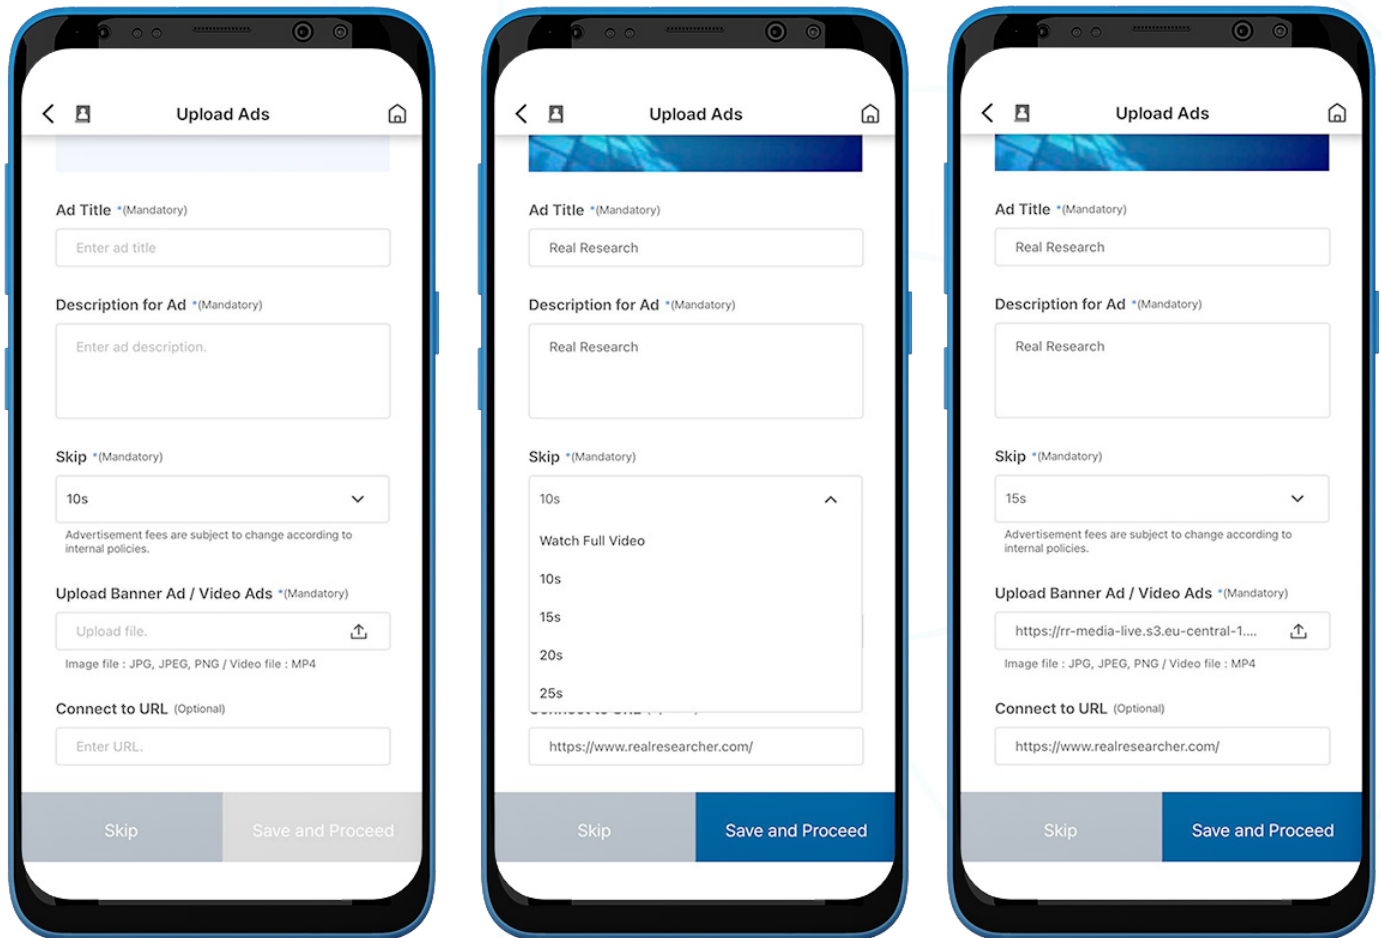 Upload Ads
Ad Title *(Mandatory)
Enter ad title
Description for Ad *(Mandatory)
Enter ad description.
Skip *(Mandatory)
10s
Advertisement fees are subject to change according to
internal policies.
Upload Banner Ad / Video Ads *(Mandatory)
Upload file.
Image file : JPG, JPEG, PNG / Video file : MP4
Connect to URL (Optional)
Enter URL.
Skip
Save and Proceed
Upload Ads
Ad Title *(Mandatory)
Real Research
Description for Ad *(Mandatory)
Real Research
Skip *(Mandatory)
10s
Watch Full Video
10s
15s
20s
25s
https://www.realresearcher.com/
Skip
Save and Proceed
Upload Ads
Ad Title *(Mandatory)
Real Research
Description for Ad *(Mandatory)
Real Research
Skip *(Mandatory)
15s
Advertisement fees are subject to change according to
internal policies.
Upload Banner Ad / Video Ads *(Mandatory)
https://rr-media-live.s3.eu-central-1....
Image file : JPG, JPEG, PNG / Video file : MP4
Connect to URL (Optional)
https://www.realresearcher.com/
Skip
Save and Proceed